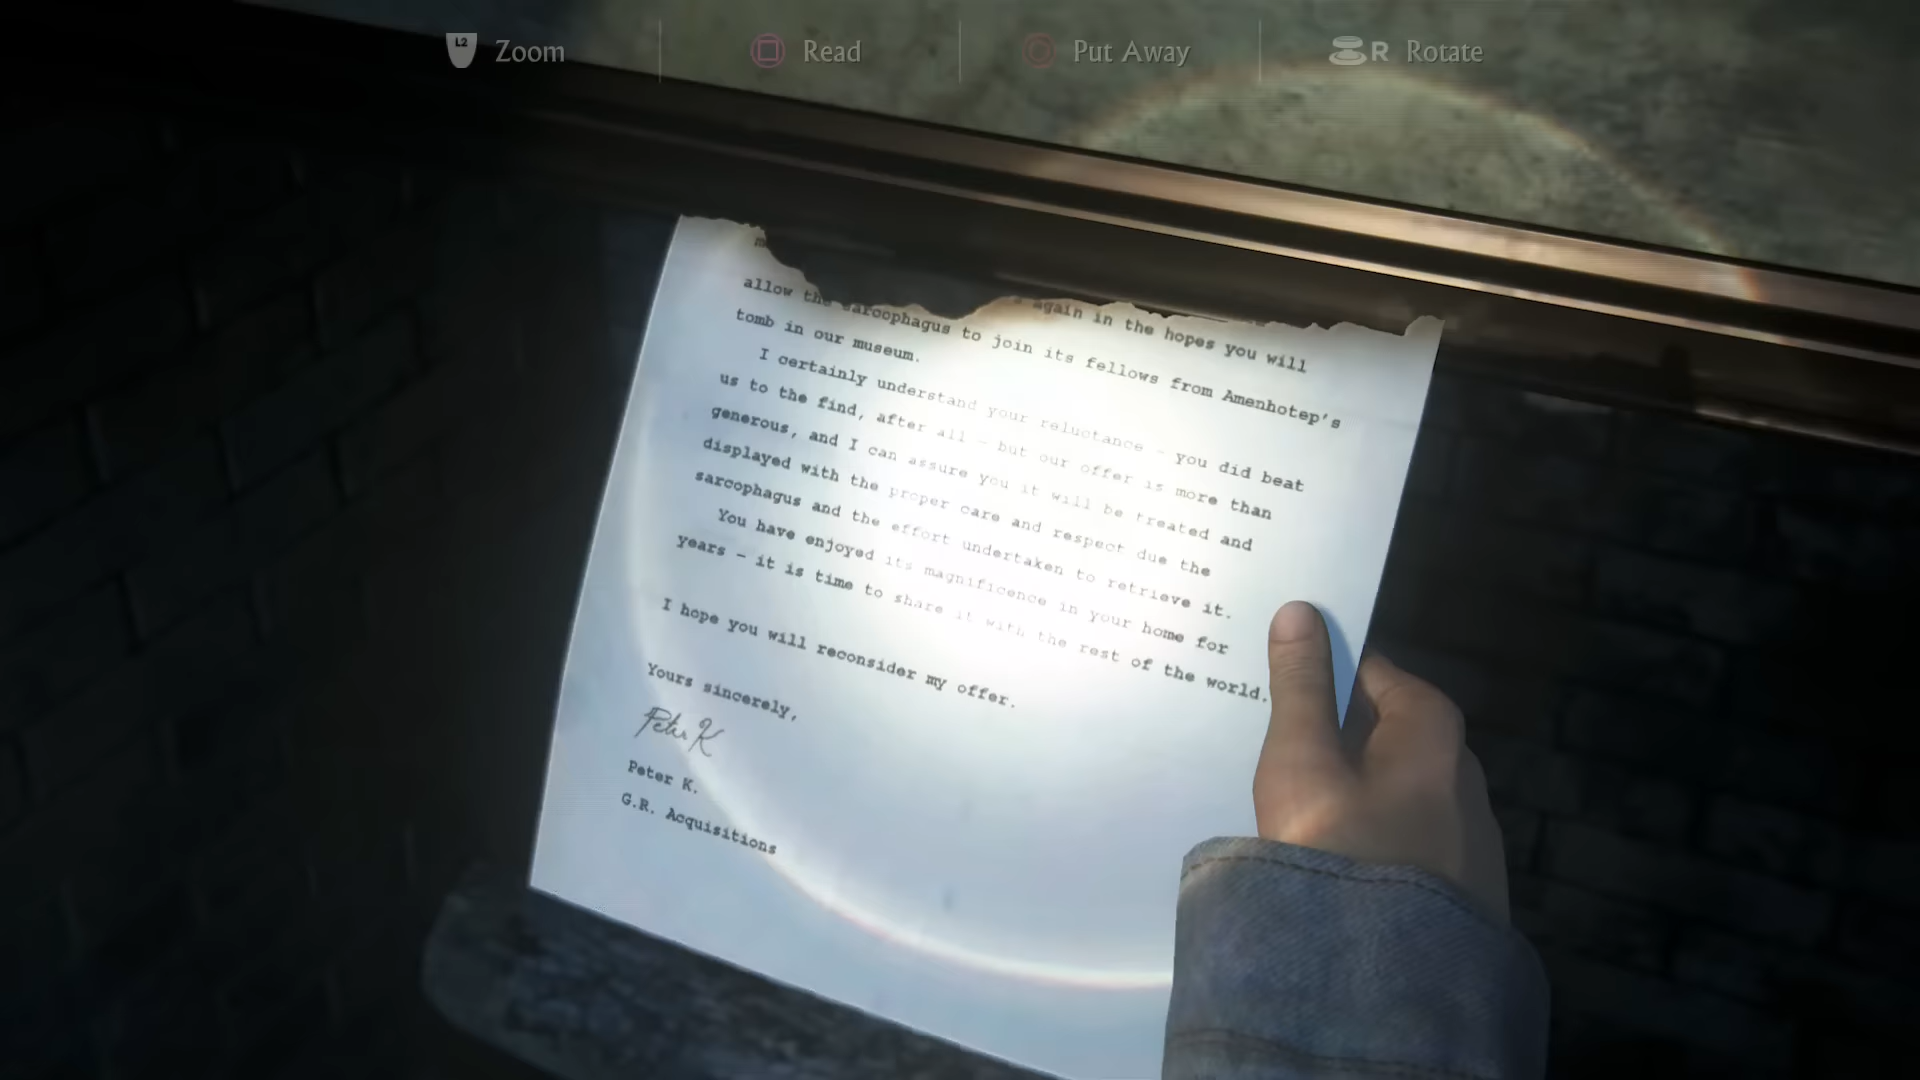 L2 Zoom
Read
Put Away
R Rotate
again in the hopes you will
allow the sarcophagus to join its fellows from Amenhotep's
tomb in our museum.
I certainly understand your reluctance – you did beat
us to the find, after all – but our offer is more than
generous, and I can assure you it will be treated and
displayed with the proper care and respect due the
sarcophagus and the effort undertaken to retrieve it.
You have enjoyed its magnificence in your home for
years – it is time to share it with the rest of the world.
I hope you will reconsider my offer.
Yours sincerely,
Peter K
Peter K.
G.R. Acquisitions